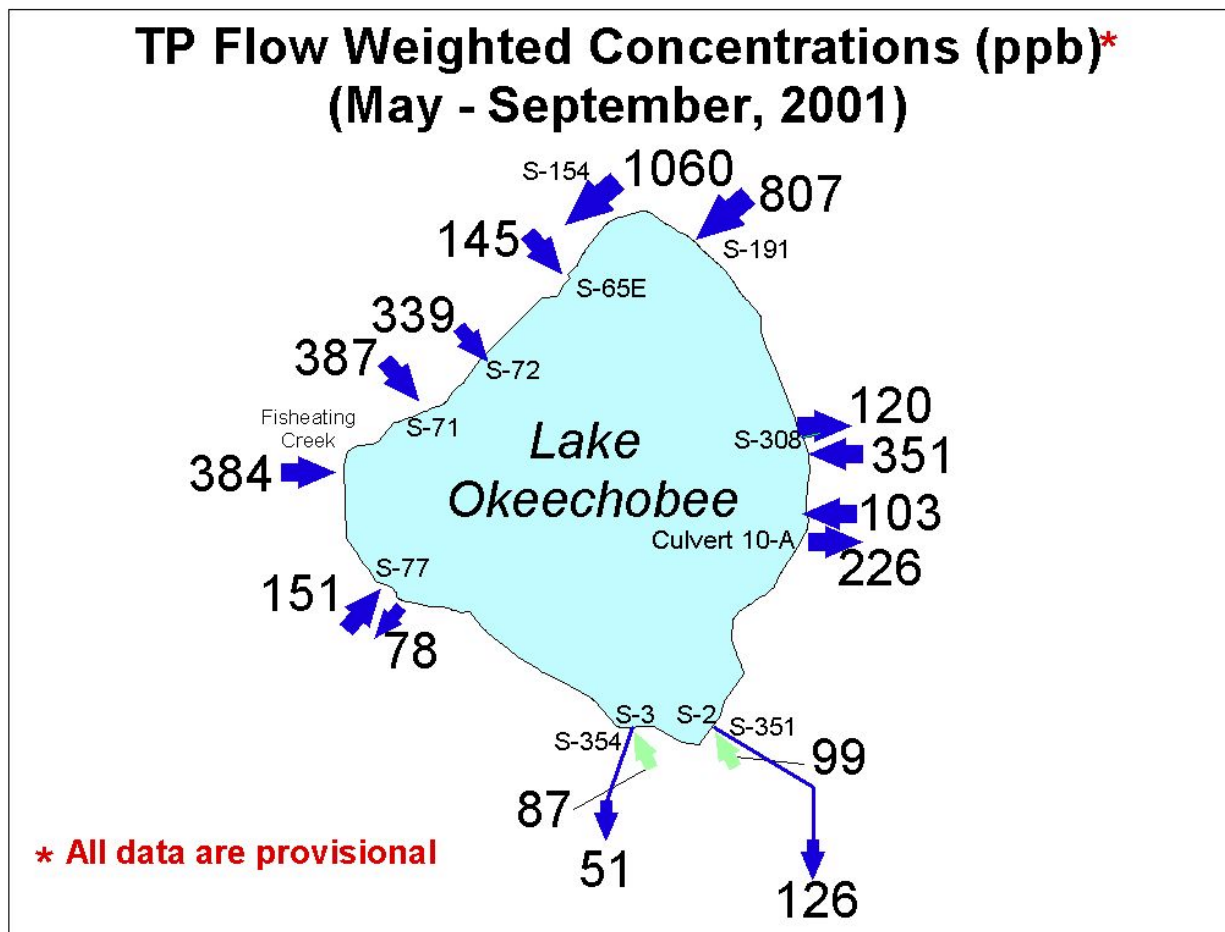 TP Flow Weighted Concentrations (ppb)*
(May - September, 2001)
S-154
1060
807
145
S-191
S-65E
339
387
S-72
Fisheating
Creek
S-71
384
Lake
Okeechobee
120
S-308
351
103
Culvert 10-A
226
S-77
151
78
S-3
S-2
S-354
S-351
99
87
51
126
* All data are provisional